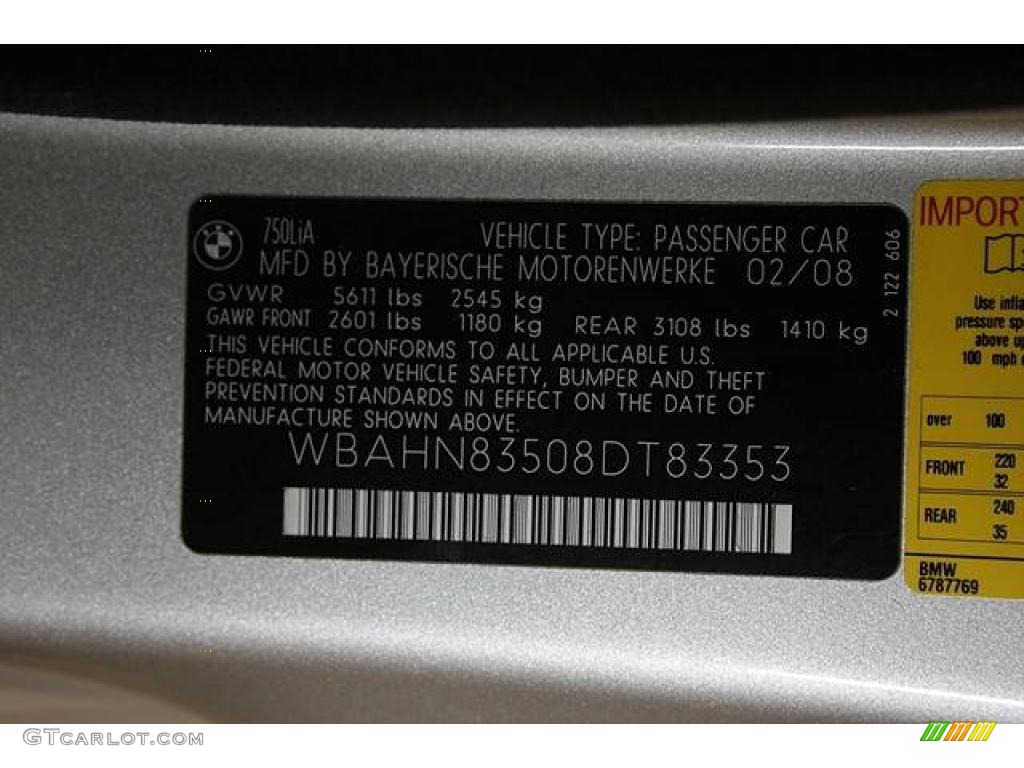 750LiA VEHICLE TYPE: PASSENGER CAR
MFD BY BAYERISCHE MOTORENWERKE 02/08
GVWR 5611 lbs 2545 kg
GAWR FRONT 2601 lbs 1180 kg REAR 3108 lbs 1410 kg
THIS VEHICLE CONFORMS TO ALL APPLICABLE U.S.
FEDERAL MOTOR VEHICLE SAFETY, BUMPER AND THEFT
PREVENTION STANDARDS IN EFFECT ON THE DATE OF
MANUFACTURE SHOWN ABOVE.
WBAHN83508DT83353
2 122 606
IMPOR
Use infla
pressure sp
above up
100 mph
over 100
FRONT 220
32
REAR 240
35
BMW
6787769
GTCARLOT.COM